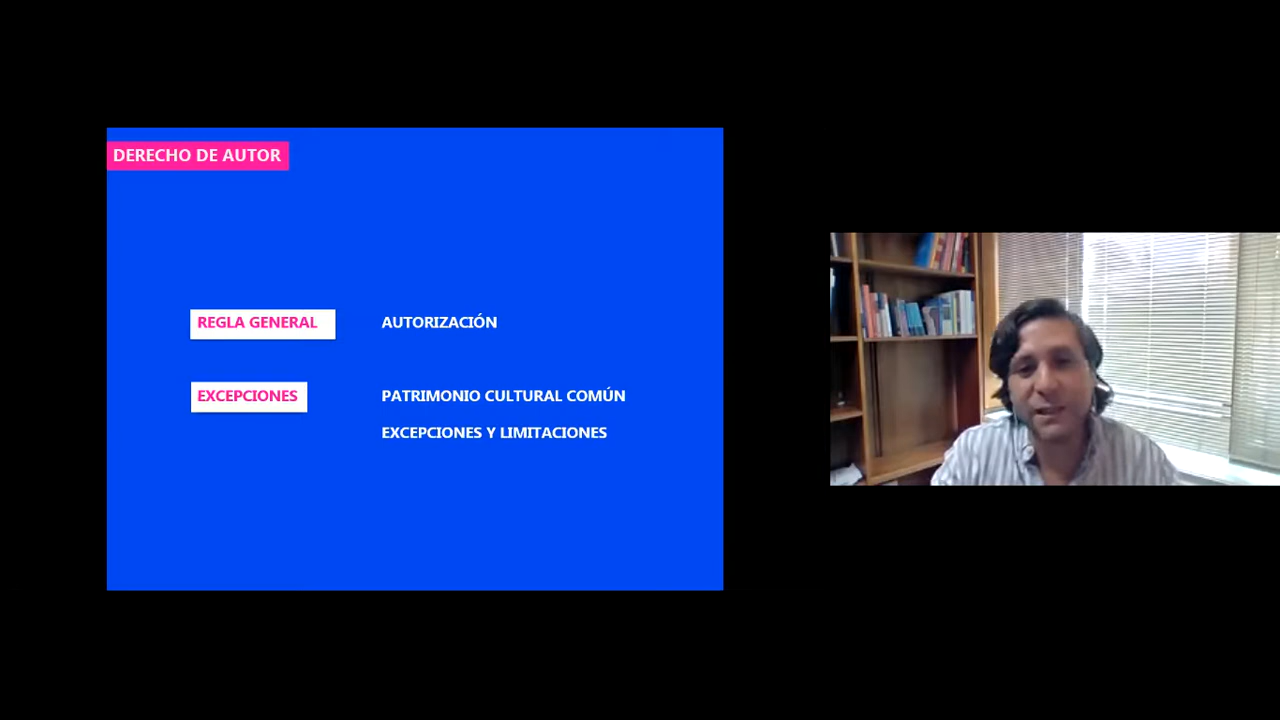 DERECHO DE AUTOR
REGLA GENERAL AUTORIZACIÓN
EXCEPCIONES PATRIMONIO CULTURAL COMÚN
EXCEPCIONES Y LIMITACIONES